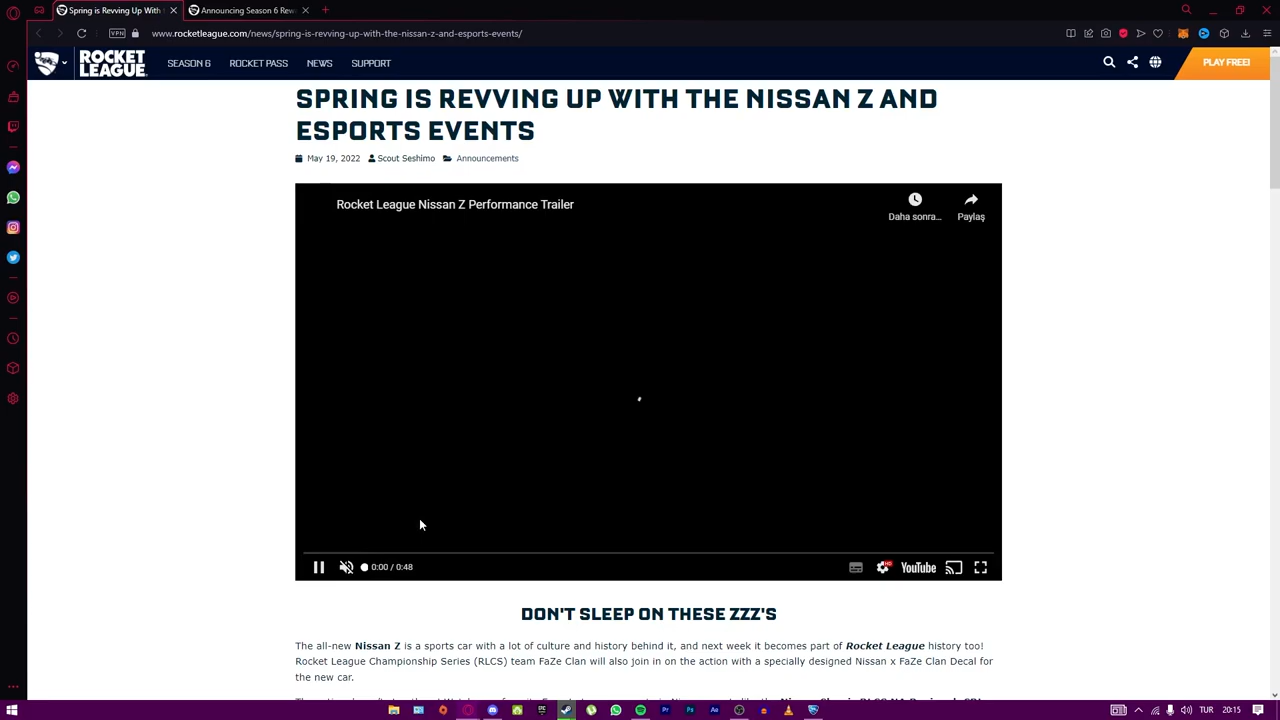 Spring is Revving Up With
Announcing Season 6 Rew
VPN
www.rocketleague.com/news/spring-is-revving-up-with-the-nissan-z-and-esports-events/
ROCKET
LEAGUE
SEASON 6
ROCKET PASS
NEWS
SUPPORT
PLAY FREE!
SPRING IS REVVING UP WITH THE NISSAN Z AND
ESPORTS EVENTS
May 19, 2022 Scout Seshimo Announcements
Rocket League Nissan Z Performance Trailer
Daha sonra...
Paylaş
0:00 / 0:48
HD
YouTube
DON'T SLEEP ON THESE ZZZ'S
The all-new Nissan Z is a sports car with a lot of culture and history behind it, and next week it becomes part of Rocket League history too!
Rocket League Championship Series (RLCS) team FaZe Clan will also join in on the action with a specially designed Nissan x FaZe Clan Decal for
the new car.
EPIC
Pr
Ps
Au
TUR
20:15